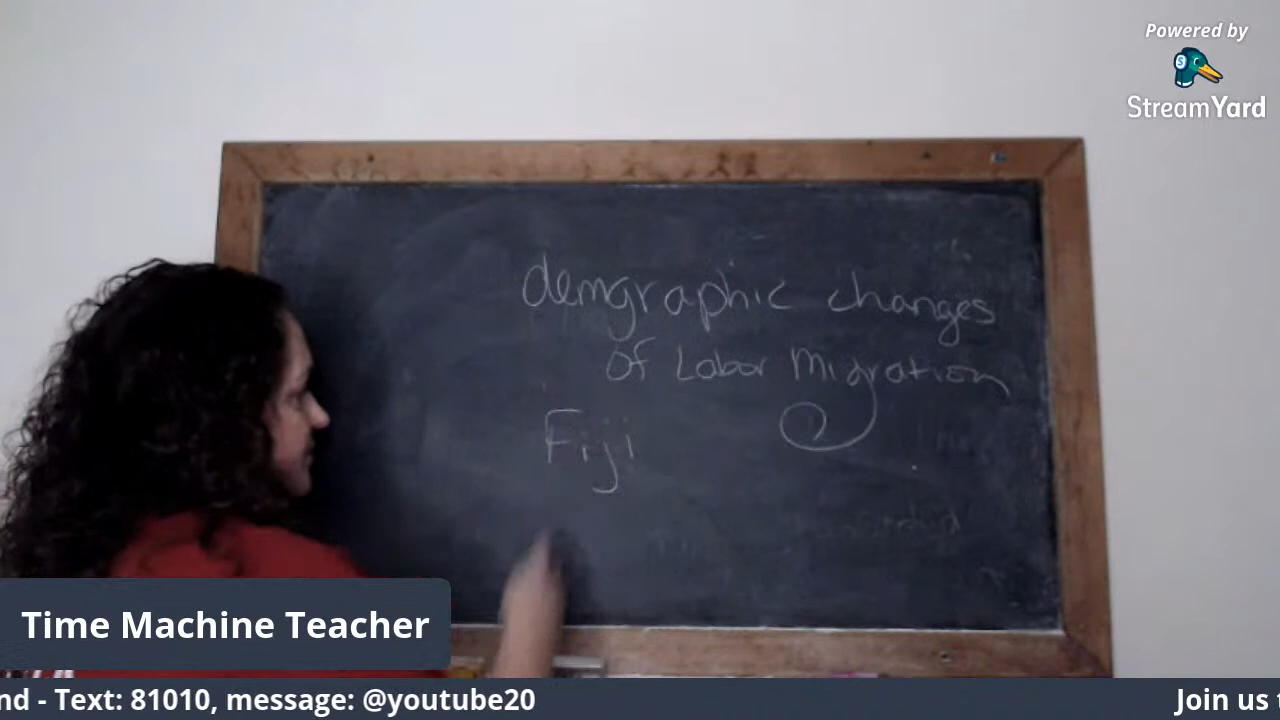 Powered by
StreamYard
demgraphic changes
of Labor Migration
Fiji
Time Machine Teacher
nd - Text: 81010, message: @youtube20
Join us